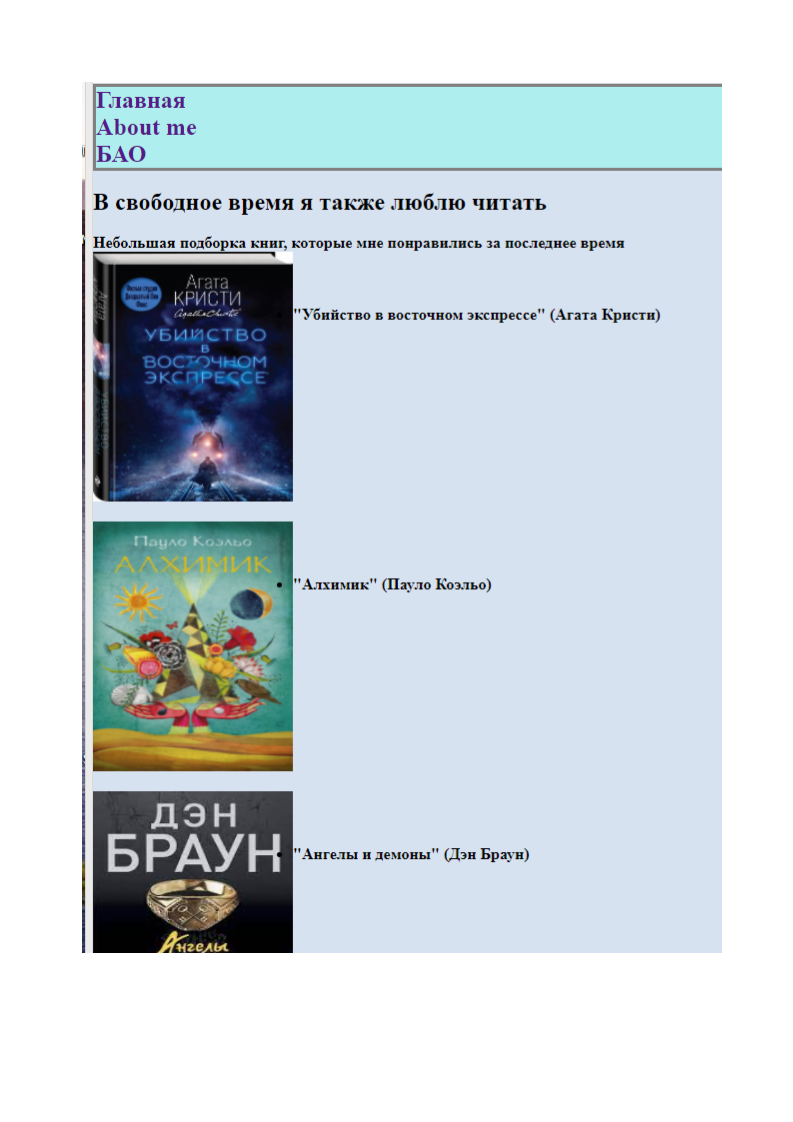 Главная
About me
БАО
В свободное время я также люблю читать
Небольшая подборка книг, которые мне понравились за последнее время
Агата
КРИСТИ
Agatha Christie
УБИЙСТВО
В
ВОСТОЧНОМ
ЭКСПРЕССЕ
"Убийство в восточном экспрессе" (Агата Кристи)
Пауло Коэльо
АЛХИМИК
"Алхимик" (Пауло Коэльо)
ДЭН
БРАУН
"Ангелы и демоны" (Дэн Браун)
Ангелы